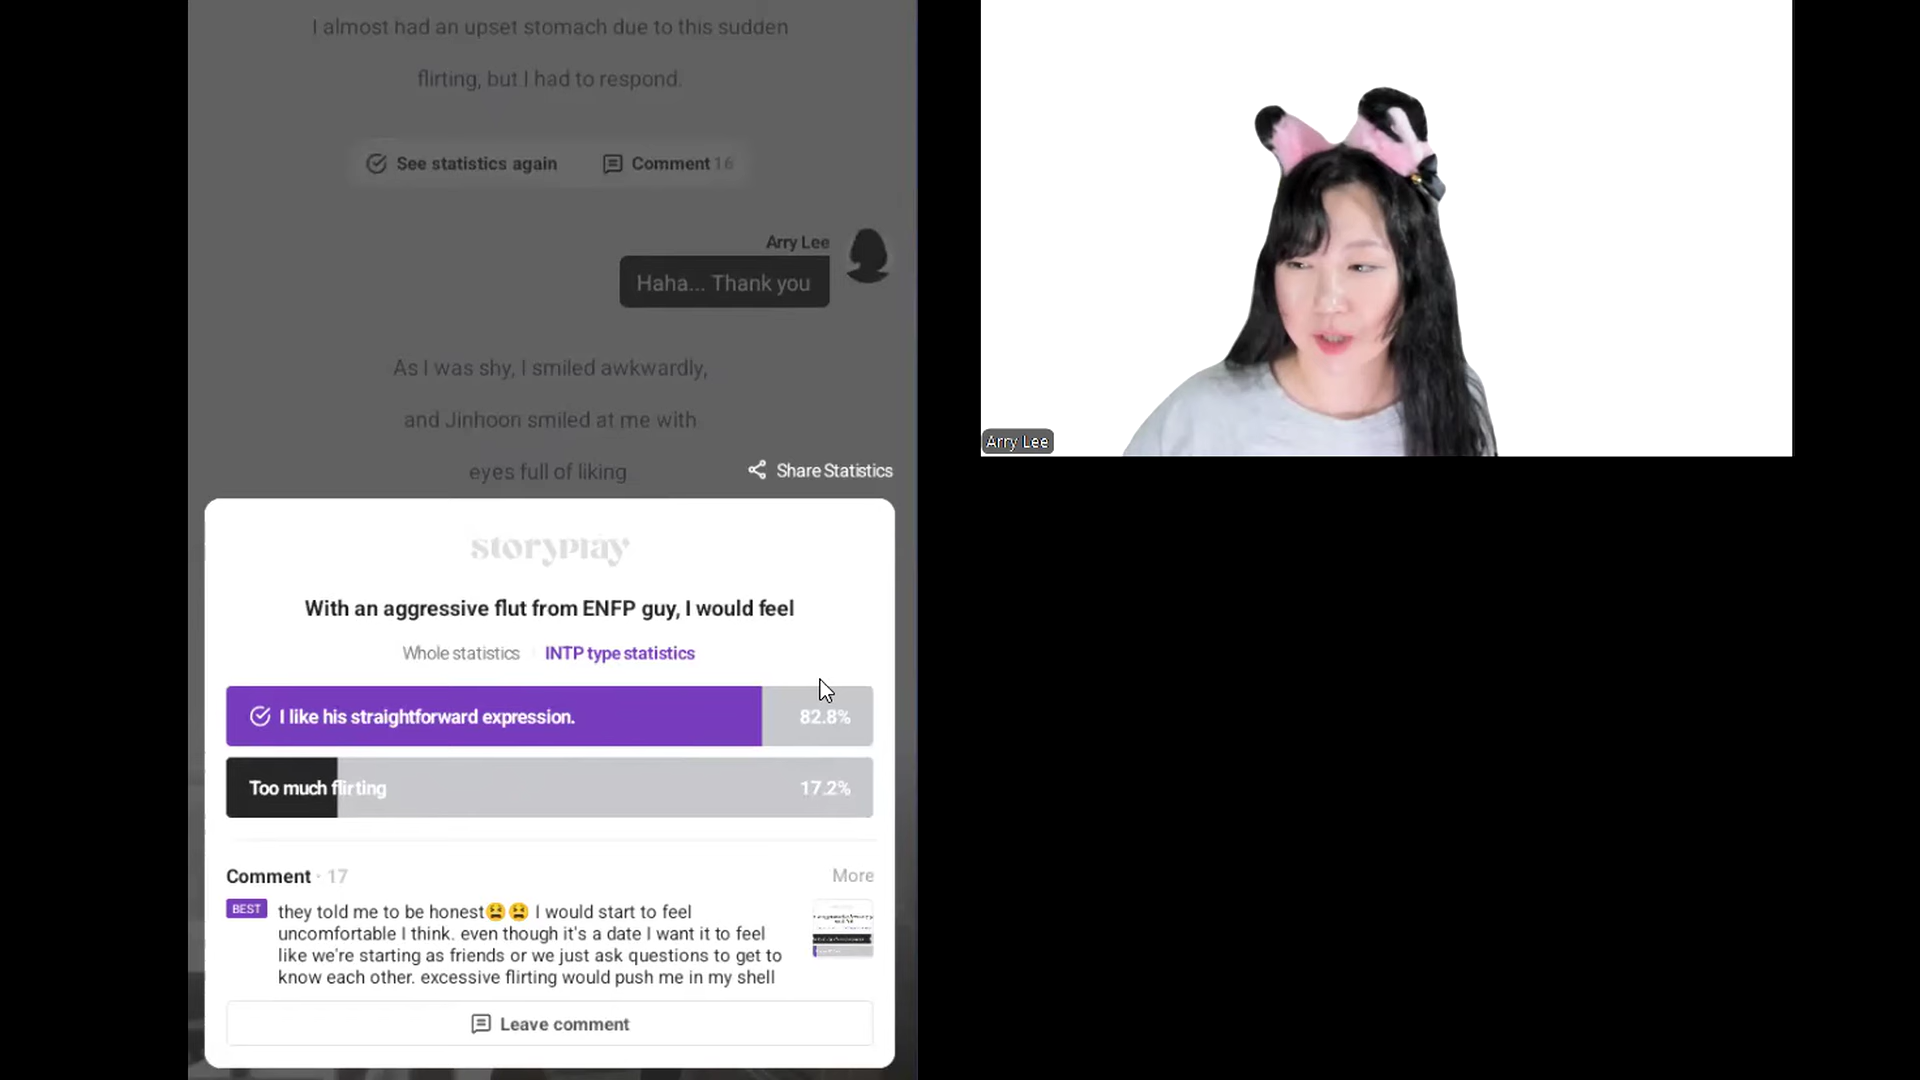 I almost had an upset stomach due to this sudden
flirting, but I had to respond.
See statistics again
Comment 16
Arry Lee
Haha... Thank you
As I was shy, I smiled awkwardly,
and Jinhoon smiled at me with
eyes full of liking
Share Statistics
storyplay
With an aggressive flut from ENFP guy, I would feel
Whole statistics
INTP type statistics
I like his straightforward expression.
82.8%
Too much flirting
17.2%
Comment · 17
More
BEST
they told me to be honest😫😫 I would start to feel
uncomfortable I think. even though it's a date I want it to feel
like we're starting as friends or we just ask questions to get to
know each other. excessive flirting would push me in my shell
Leave comment
Arry Lee